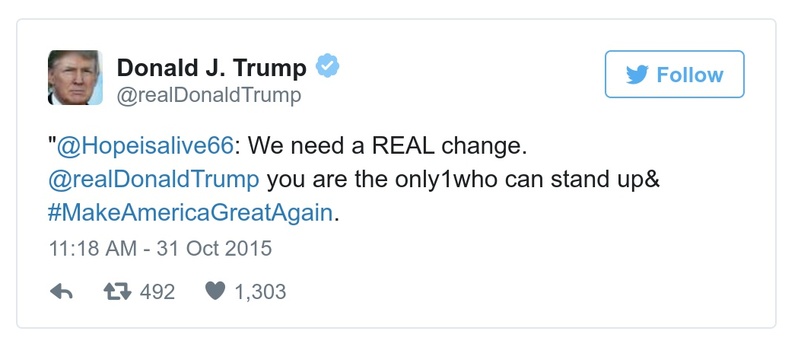 Donald J. Trump
@realDonaldTrump
Follow
"@Hopeisalive66: We need a REAL change.
@realDonaldTrump you are the only1who can stand up&
#MakeAmericaGreatAgain.
11:18 AM - 31 Oct 2015
492 1,303